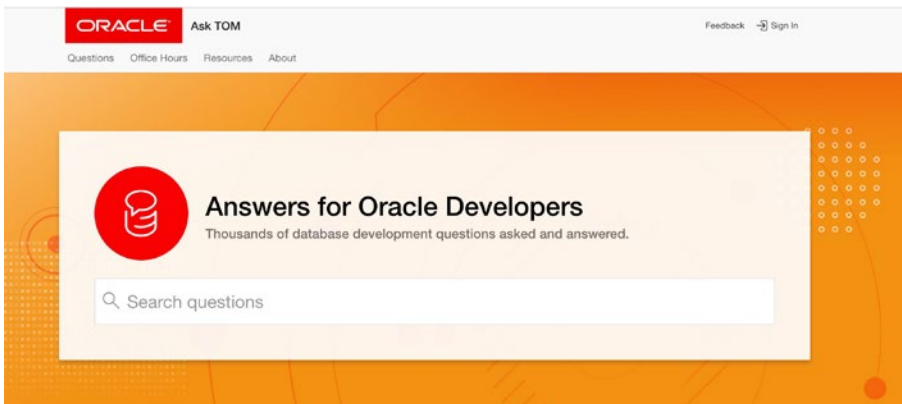 ORACLE Ask TOM Feedback Sign In
Questions Office Hours Resources About
Answers for Oracle Developers
Thousands of database development questions asked and answered.
Search questions